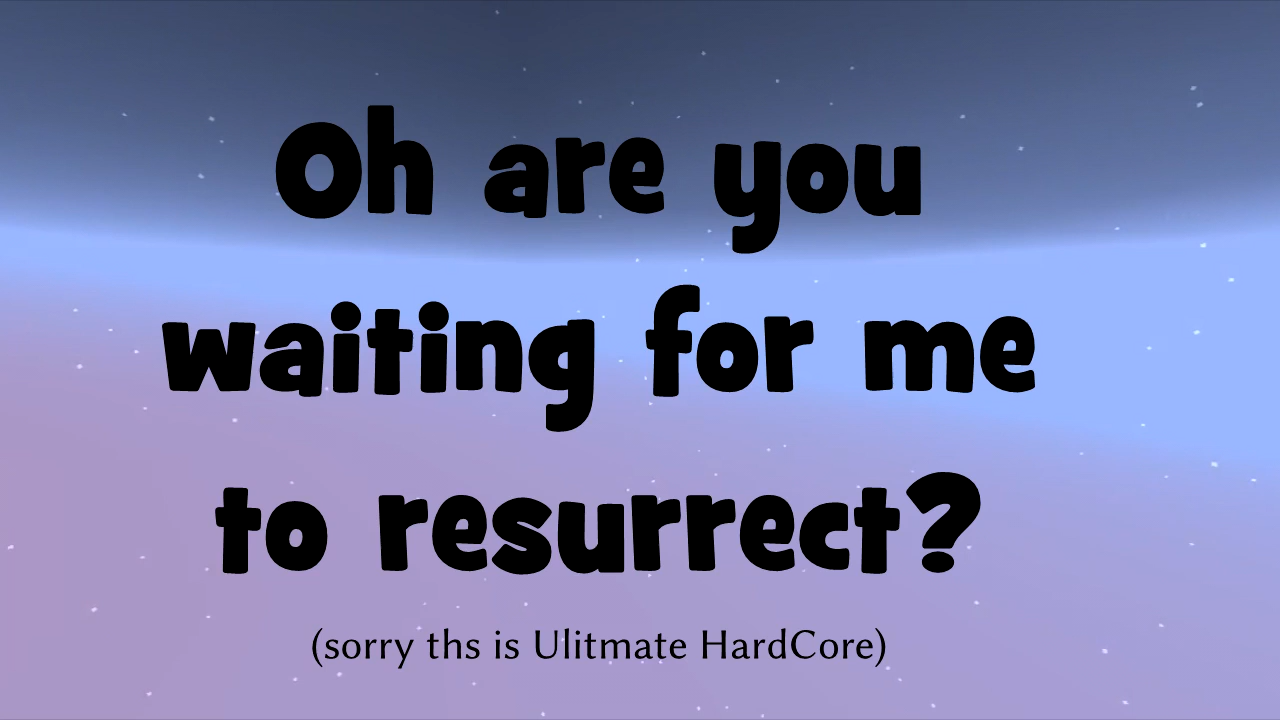 Oh are you
waiting for me
to resurrect?
(sorry ths is Ulitmate HardCore)